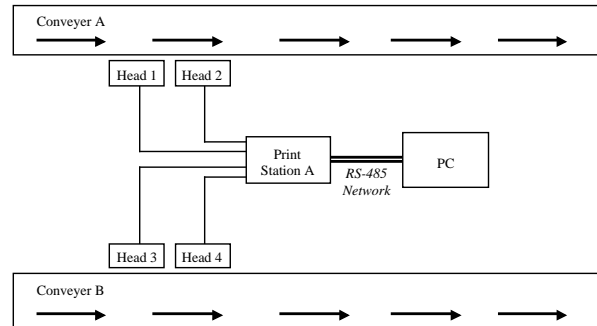 Conveyer A
Head 1
Head 2
Print
Station A
PC
RS-485
Network
Head 3
Head 4
Conveyer B